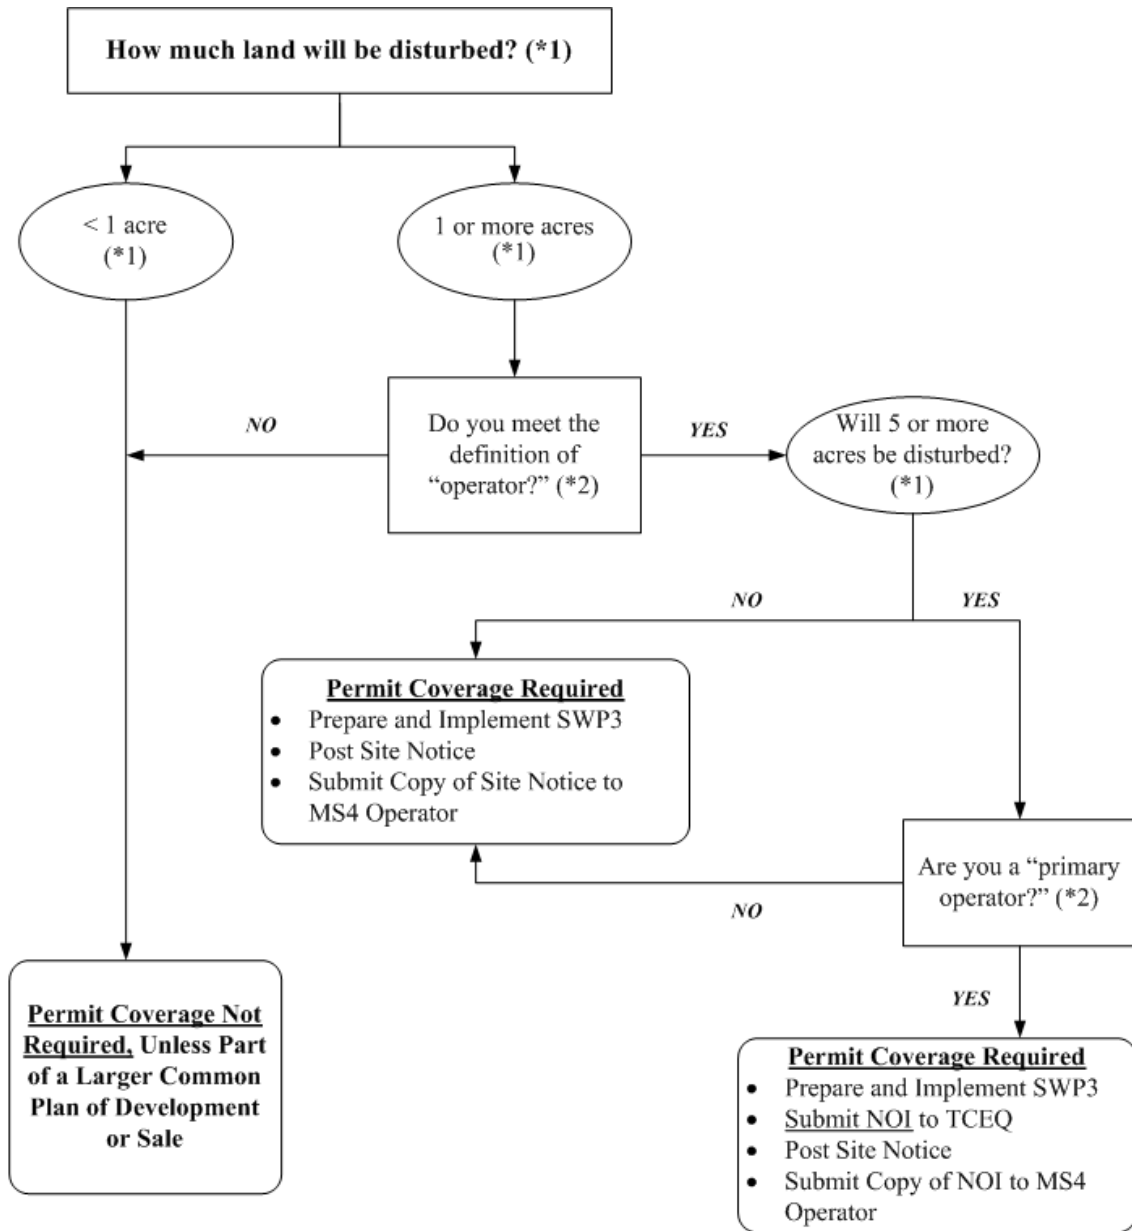 How much land will be disturbed? (*1)
< 1 acre
(*1)
1 or more acres
(*1)
NO
Do you meet the
definition of
“operator?” (*2)
YES
Will 5 or more
acres be disturbed?
(*1)
NO
YES
Permit Coverage Required
• Prepare and Implement SWP3
• Post Site Notice
• Submit Copy of Site Notice to
MS4 Operator
Are you a “primary
operator?” (*2)
NO
YES
Permit Coverage Not
Required, Unless Part
of a Larger Common
Plan of Development
or Sale
Permit Coverage Required
• Prepare and Implement SWP3
• Submit NOI to TCEQ
• Post Site Notice
• Submit Copy of NOI to MS4
Operator